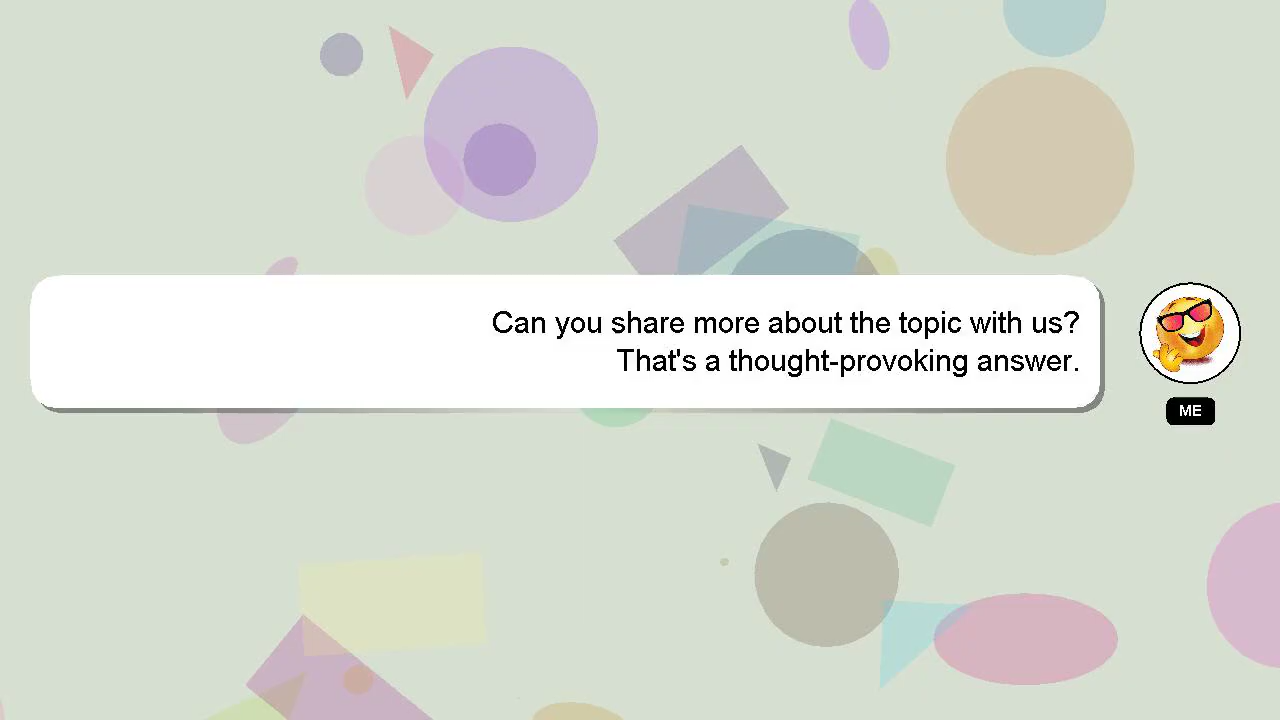 Can you share more about the topic with us?
That's a thought-provoking answer.
ME